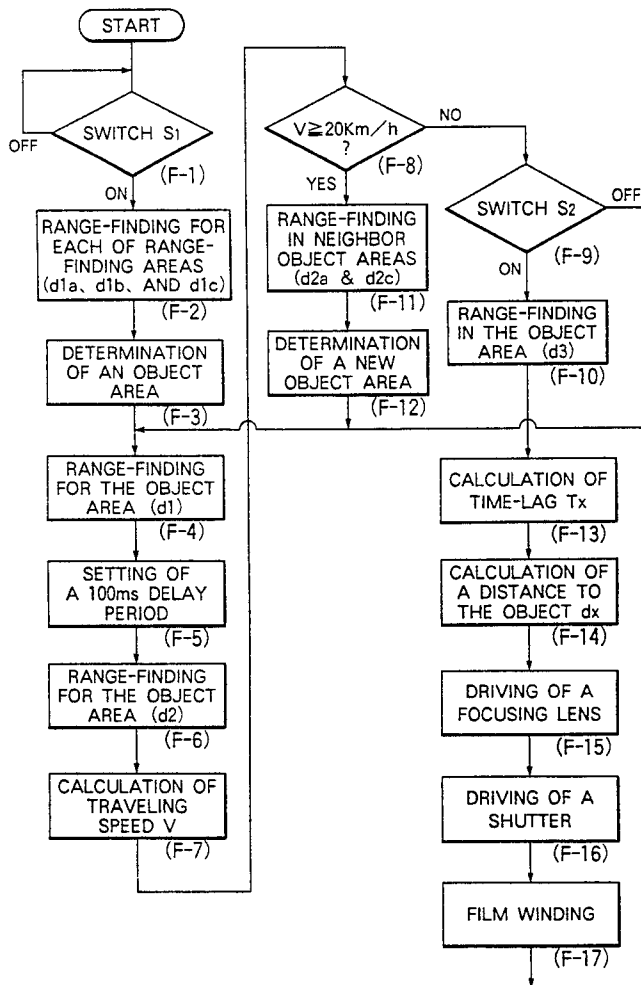 START
SWITCH S1
OFF
(F-1)
ON
RANGE-FINDING FOR
EACH OF RANGE-
FINDING AREAS
(d1a、d1b、AND d1c)
(F-2)
DETERMINATION
OF AN OBJECT
AREA
(F-3)
RANGE-FINDING
FOR THE OBJECT
AREA (d1)
(F-4)
SETTING OF
A 100ms DELAY
PERIOD
(F-5)
RANGE-FINDING
FOR THE OBJECT
AREA (d2)
(F-6)
CALCULATION OF
TRAVELING
SPEED V
(F-7)
V≧20Km/h
?
(F-8)
NO
YES
RANGE-FINDING
IN NEIGHBOR
OBJECT AREAS
(d2a & d2c)
(F-11)
DETERMINATION
OF A NEW
OBJECT AREA
(F-12)
SWITCH S2
OFF
(F-9)
ON
RANGE-FINDING
IN THE OBJECT
AREA (d3)
(F-10)
CALCULATION OF
TIME-LAG Tx
(F-13)
CALCULATION OF
A DISTANCE TO
THE OBJECT dx
(F-14)
DRIVING OF A
FOCUSING LENS
(F-15)
DRIVING OF A
SHUTTER
(F-16)
FILM WINDING
(F-17)